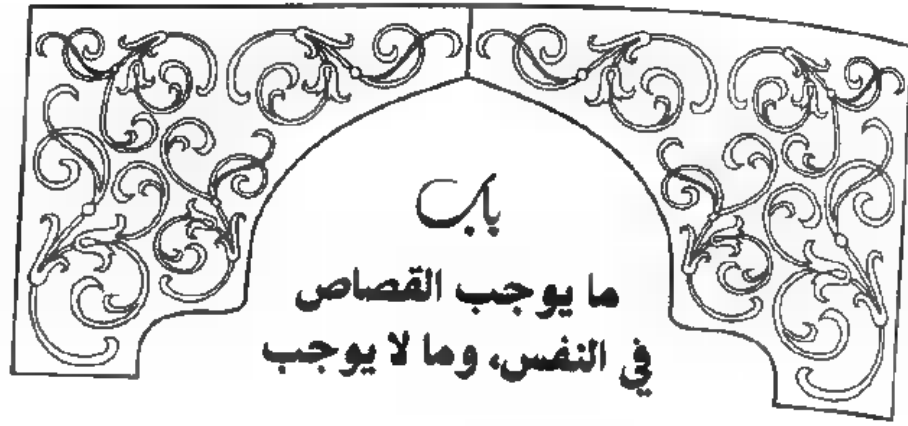 باب
ما يوجب القصاص
في النفس، وما لا يوجب